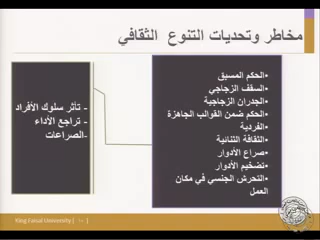 مخاطر وتحديات التنوع الثقافي
•الحكم المسبق
•السقف الزجاجي
•الجدران الزجاجية
•الحكم ضمن القوالب الجاهزة
•الفردية
•الثقافة الثنائية
•صراع الأدوار
•تضخيم الأدوار
•التحرش الجنسي في مكان
العمل
- تأثر سلوك الأفراد
- تراجع الأداء
-الصراعات
King Faisal University [ ١٠ ]